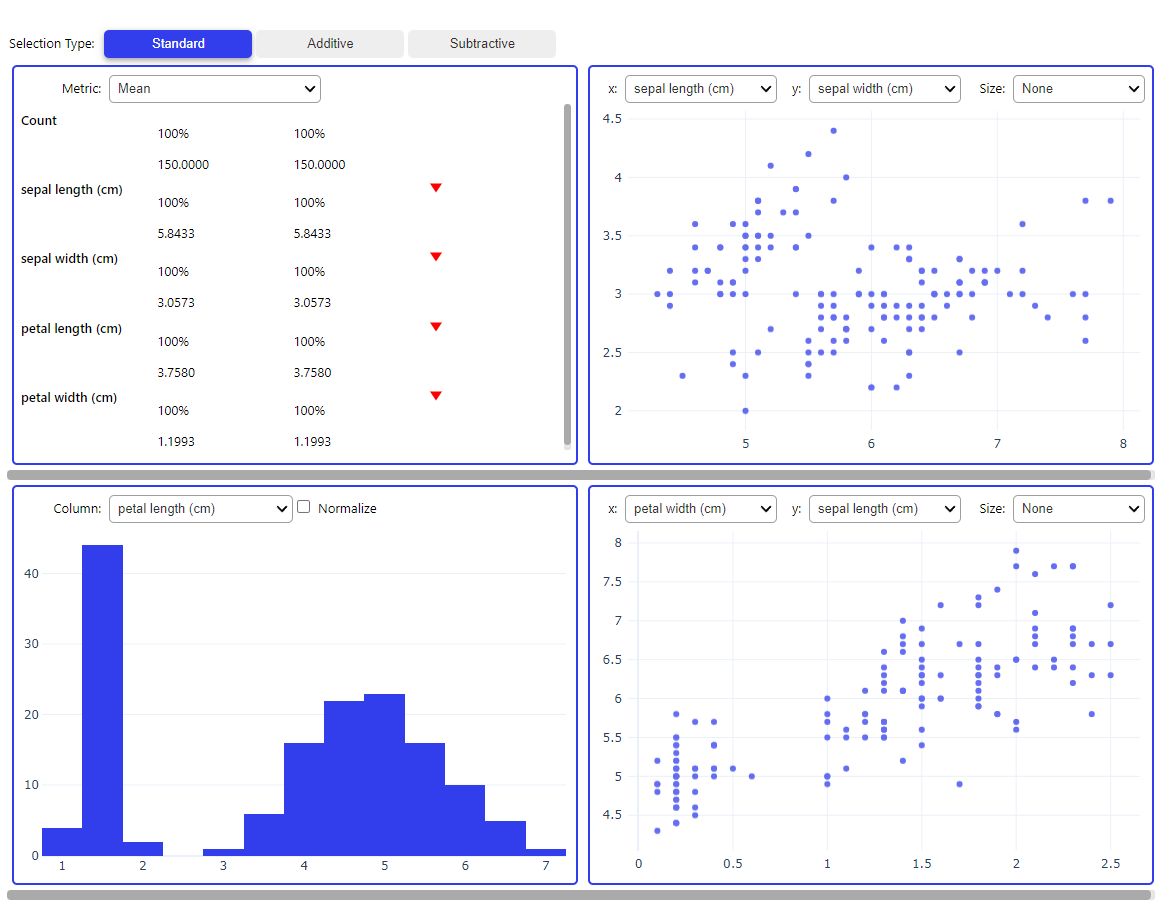 Selection Type: Standard Additive Subtractive
Metric: Mean
Count
100% 100%
150.0000 150.0000
sepal length (cm)
100% 100%
5.8433 5.8433
sepal width (cm)
100% 100%
3.0573 3.0573
petal length (cm)
100% 100%
3.7580 3.7580
petal width (cm)
100% 100%
1.1993 1.1993
x: sepal length (cm) y: sepal width (cm) Size: None
4.5
4
3.5
3
2.5
2
5 6 7 8
Column: petal length (cm) Normalize
40
30
20
10
0
1 2 3 4 5 6 7
x: petal width (cm) y: sepal length (cm) Size: None
8
7.5
7
6.5
6
5.5
5
4.5
0 0.5 1 1.5 2 2.5